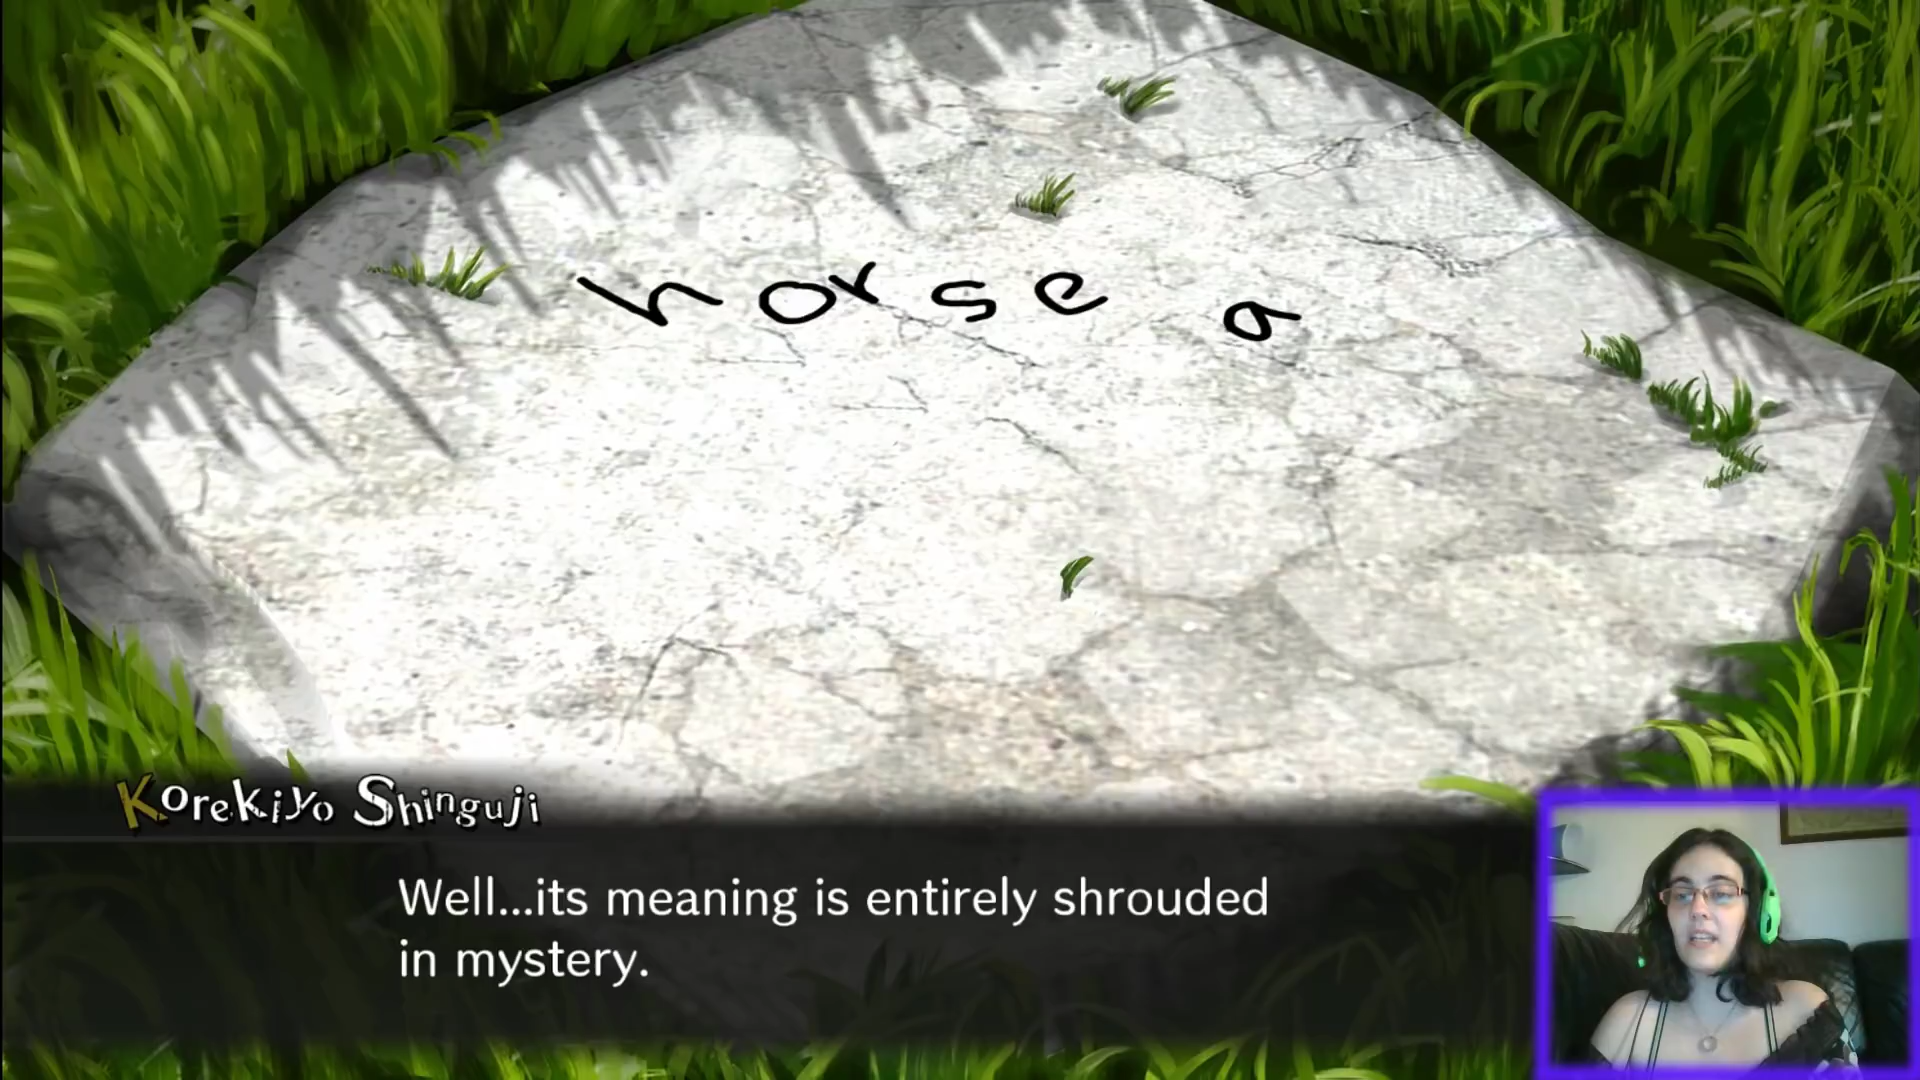 horse a
Korekiyo Shinguji
Well...its meaning is entirely shrouded
in mystery.